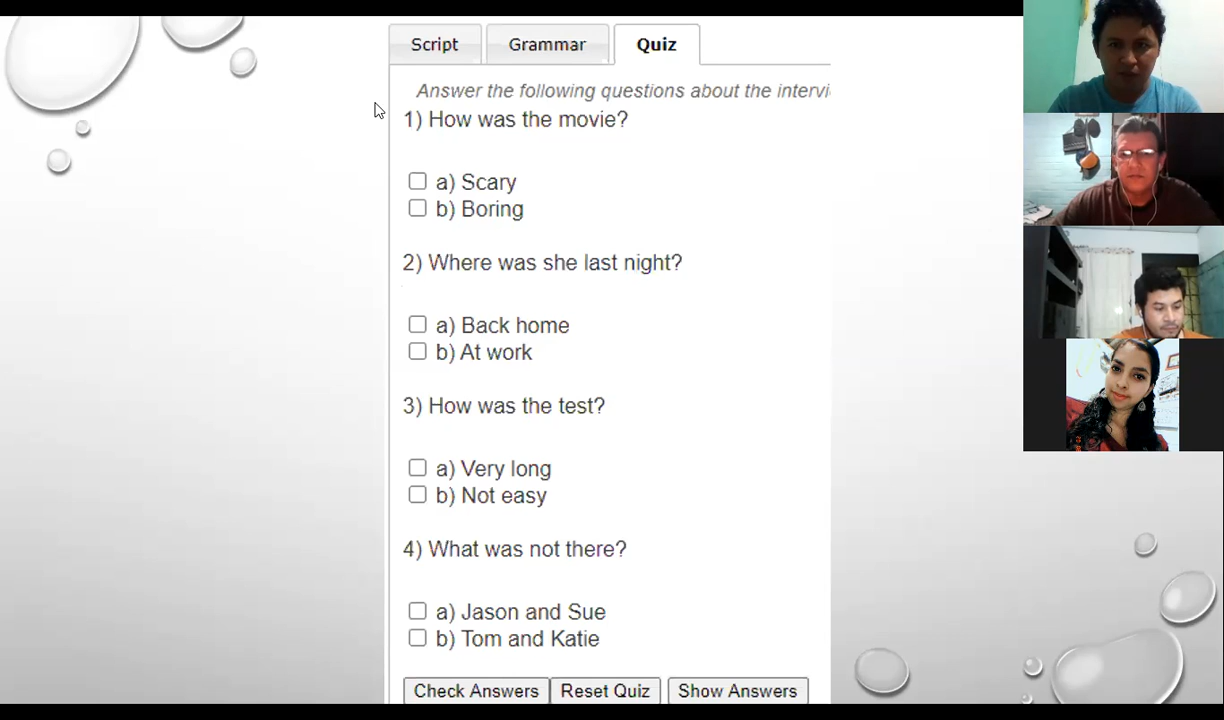 Script Grammar Quiz
Answer the following questions about the intervi
1) How was the movie?
a) Scary
b) Boring
2) Where was she last night?
a) Back home
b) At work
3) How was the test?
a) Very long
b) Not easy
4) What was not there?
a) Jason and Sue
b) Tom and Katie
Check Answers Reset Quiz Show Answers